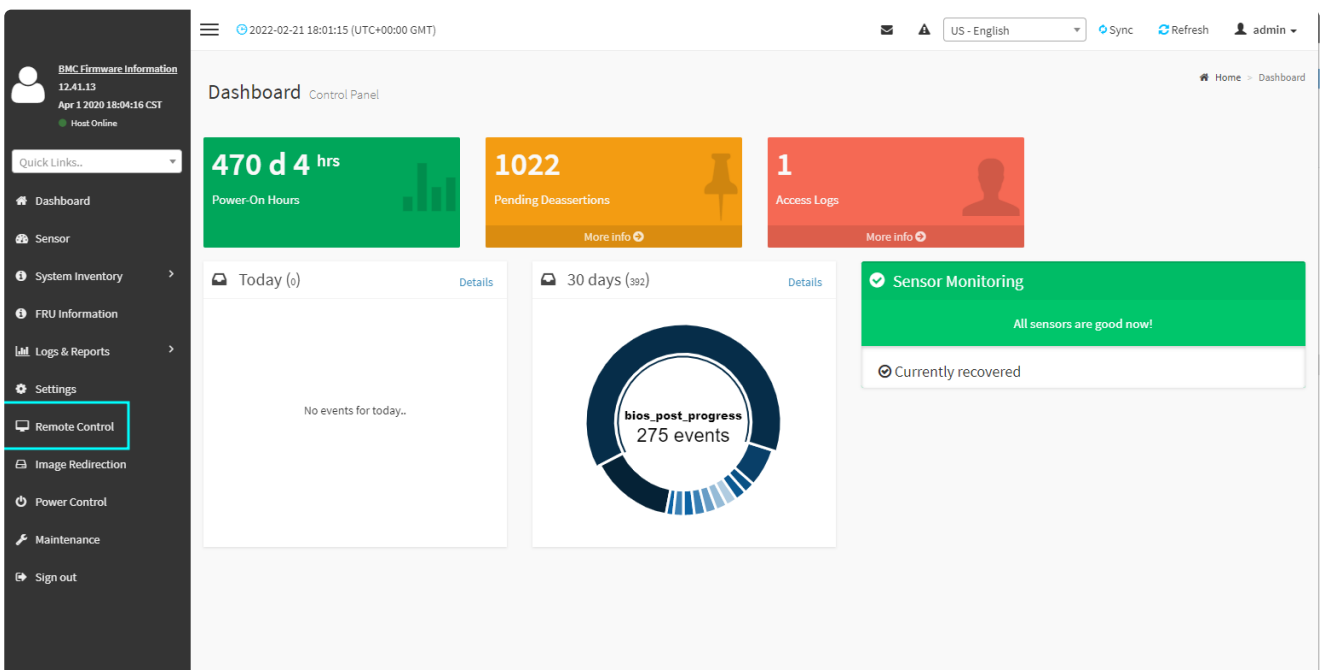 2022-02-21 18:01:15 (UTC+00:00 GMT)
US - English
Sync
Refresh
admin
BMC Firmware Information
12.41.13
Apr 1 2020 18:04:16 CST
Host Online
Quick Links..
Dashboard
Sensor
System Inventory
FRU Information
Logs & Reports
Settings
Remote Control
Image Redirection
Power Control
Maintenance
Sign out
Dashboard Control Panel
Home > Dashboard
470 d 4 hrs
Power-On Hours
1022
Pending Deassertions
More info
1
Access Logs
More info
Today (0)
Details
No events for today..
30 days (392)
Details
bios_post_progress
275 events
Sensor Monitoring
All sensors are good now!
Currently recovered